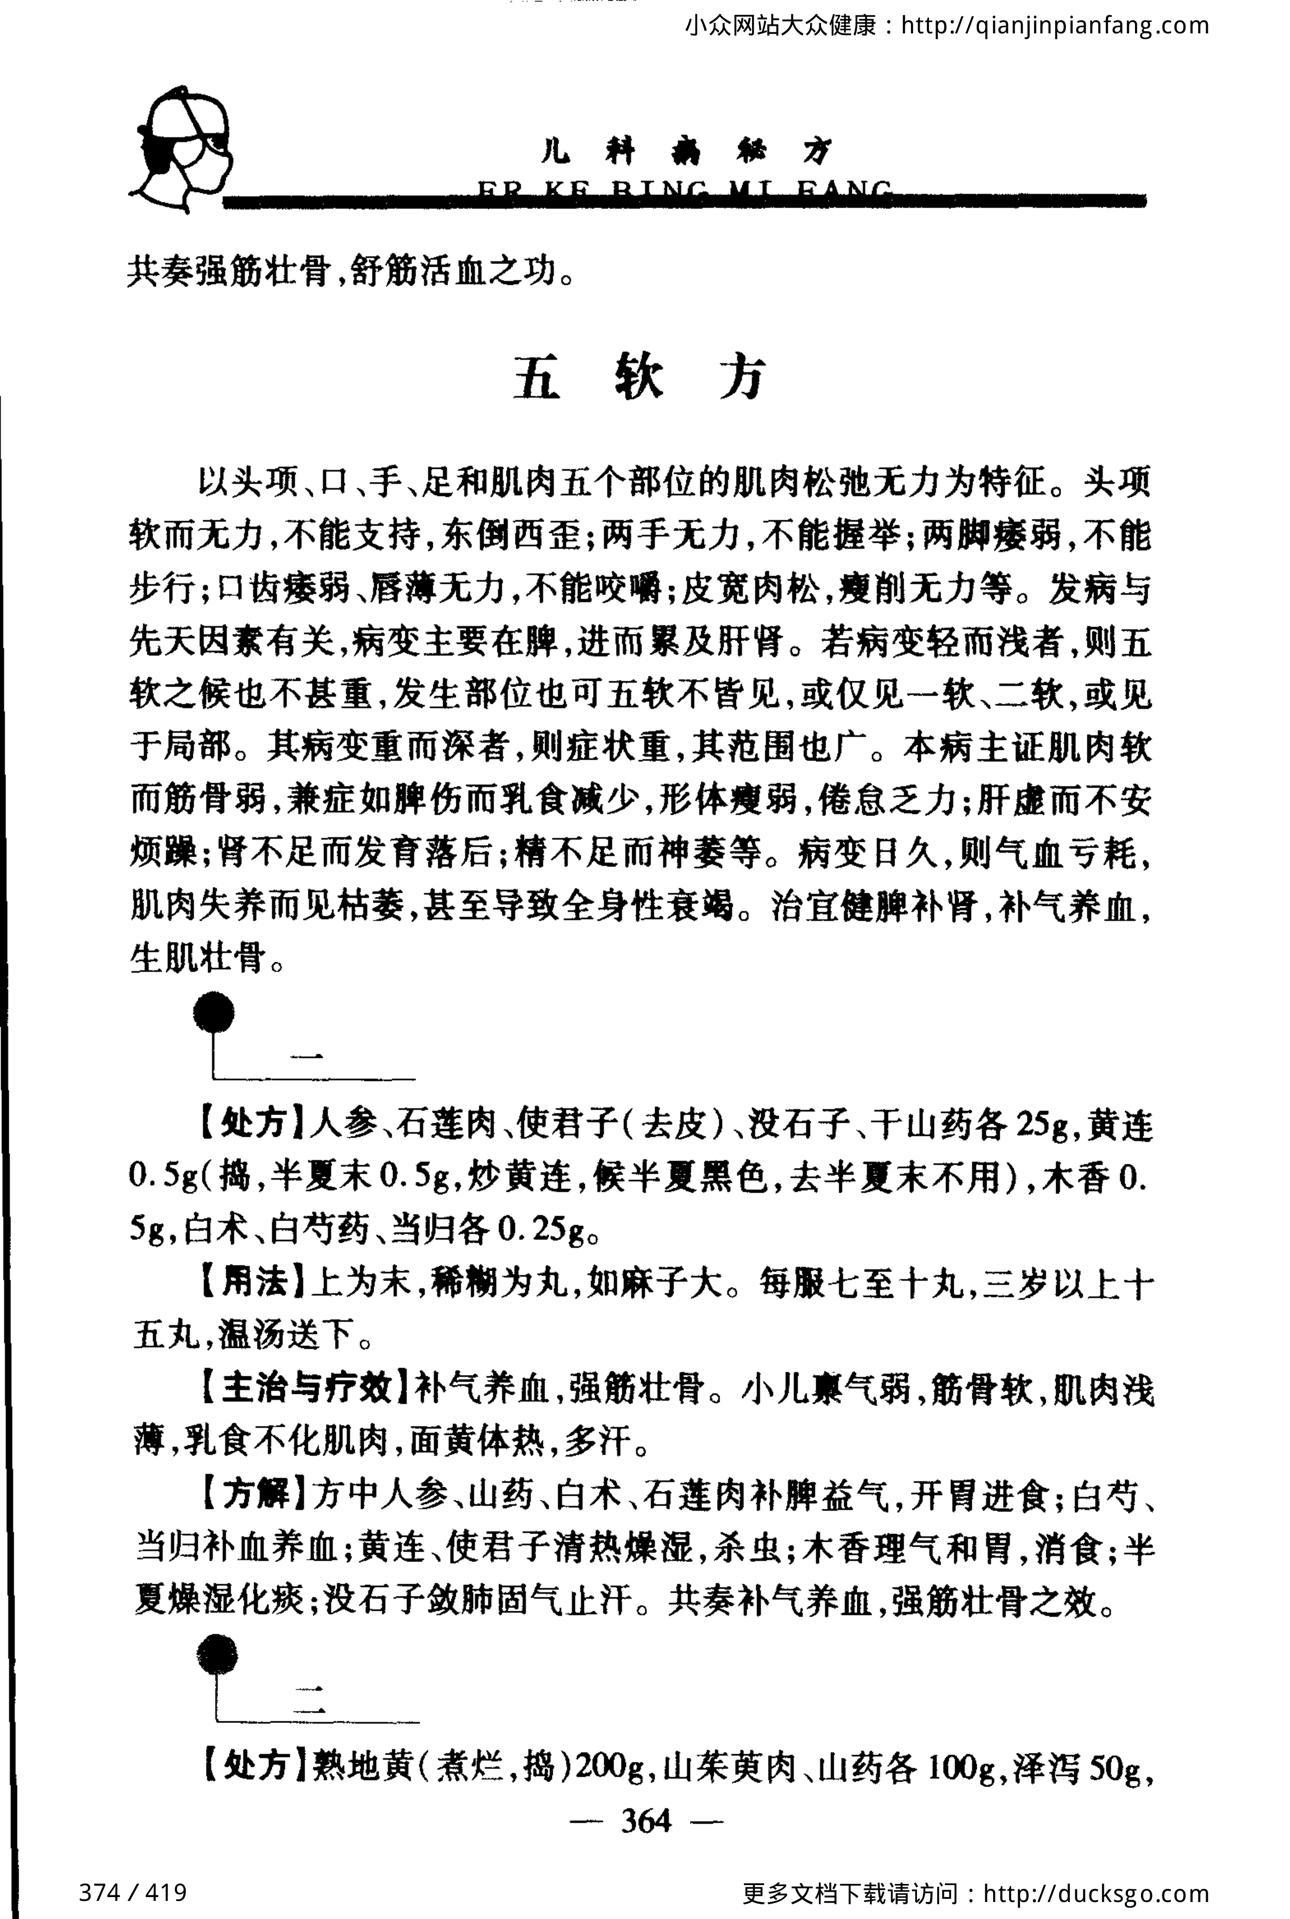 小众网站大众健康：http://qianjinpianfang.com
儿科病秘方
ER KE BING MI FANG
共奏强筋壮骨,舒筋活血之功。
五 软 方
以头项、口、手、足和肌肉五个部位的肌肉松弛无力为特征。头项
软而无力,不能支持,东倒西歪;两手无力,不能握举;两脚痿弱,不能
步行;口齿痿弱、唇薄无力,不能咬嚼;皮宽肉松,瘦削无力等。发病与
先天因素有关,病变主要在脾,进而累及肝肾。若病变轻而浅者,则五
软之候也不甚重,发生部位也可五软不皆见,或仅见一软、二软,或见
于局部。其病变重而深者,则症状重,其范围也广。本病主证肌肉软
而筋骨弱,兼症如脾伤而乳食减少,形体瘦弱,倦怠乏力;肝虚而不安
烦躁;肾不足而发育落后;精不足而神萎等。病变日久,则气血亏耗,
肌肉失养而见枯萎,甚至导致全身性衰竭。治宜健脾补肾,补气养血,
生肌壮骨。
一
【处方】人参、石莲肉、使君子(去皮)、没石子、干山药各25g,黄连
0.5g(捣,半夏末0.5g,炒黄连,候半夏黑色,去半夏末不用),木香0.
5g,白术、白芍药、当归各0.25g。
【用法】上为末,稀糊为丸,如麻子大。每服七至十丸,三岁以上十
五丸,温汤送下。
【主治与疗效】补气养血,强筋壮骨。小儿禀气弱,筋骨软,肌肉浅
薄,乳食不化肌肉,面黄体热,多汗。
【方解】方中人参、山药、白术、石莲肉补脾益气,开胃进食;白芍、
当归补血养血;黄连、使君子清热燥湿,杀虫;木香理气和胃,消食;半
夏燥湿化痰;没石子敛肺固气止汗。共奏补气养血,强筋壮骨之效。
二
【处方】熟地黄(煮烂,捣)200g,山茱萸肉、山药各100g,泽泻50g,
— 364 —
374 / 419
更多文档下载请访问：http://ducksgo.com